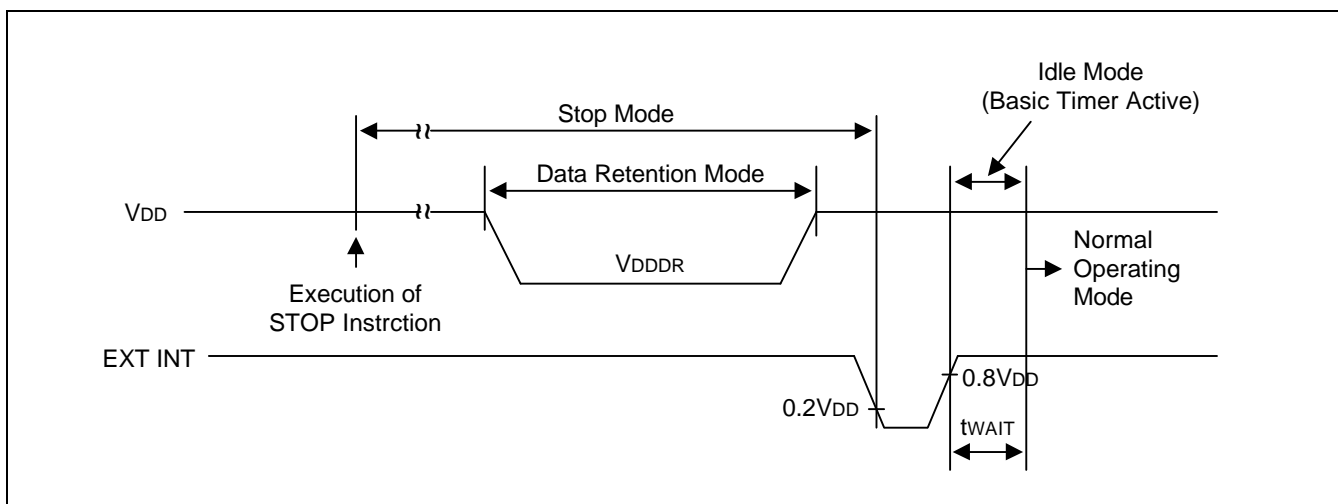 Idle Mode
(Basic Timer Active)
Stop Mode
Data Retention Mode
VDD
VDDDR
Normal
Operating
Mode
Execution of
STOP Instrction
EXT INT
0.8VDD
0.2VDD
tWAIT